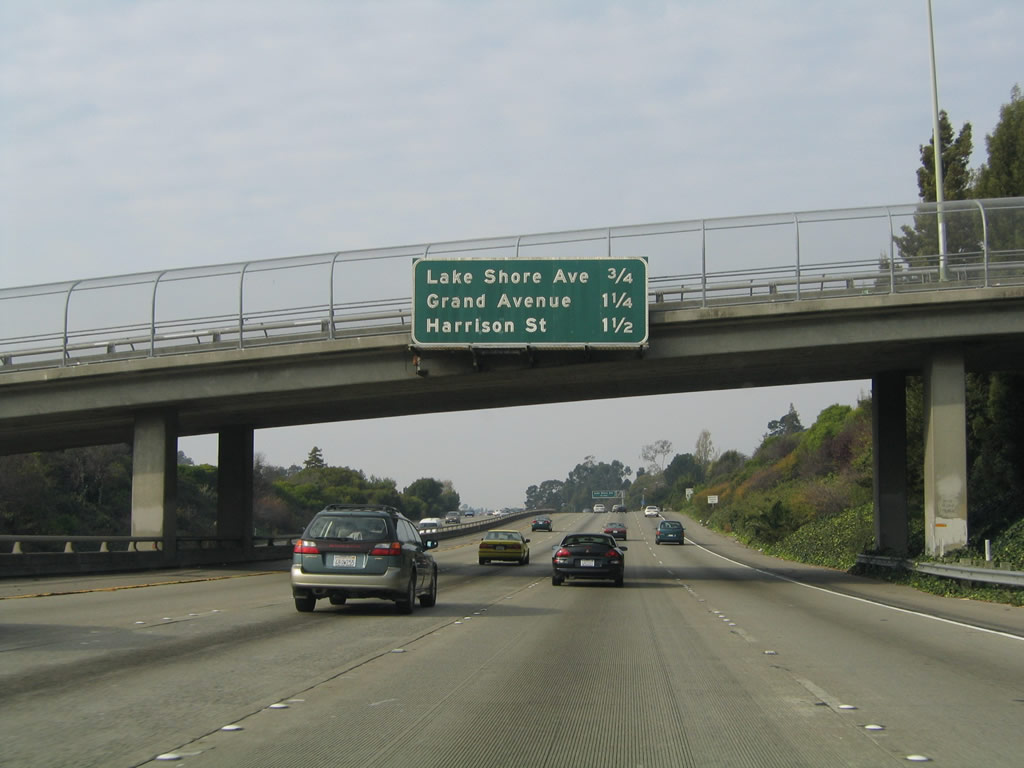 Lake Shore Ave 3/4
Grand Avenue 1 1/4
Harrison St 1 1/2